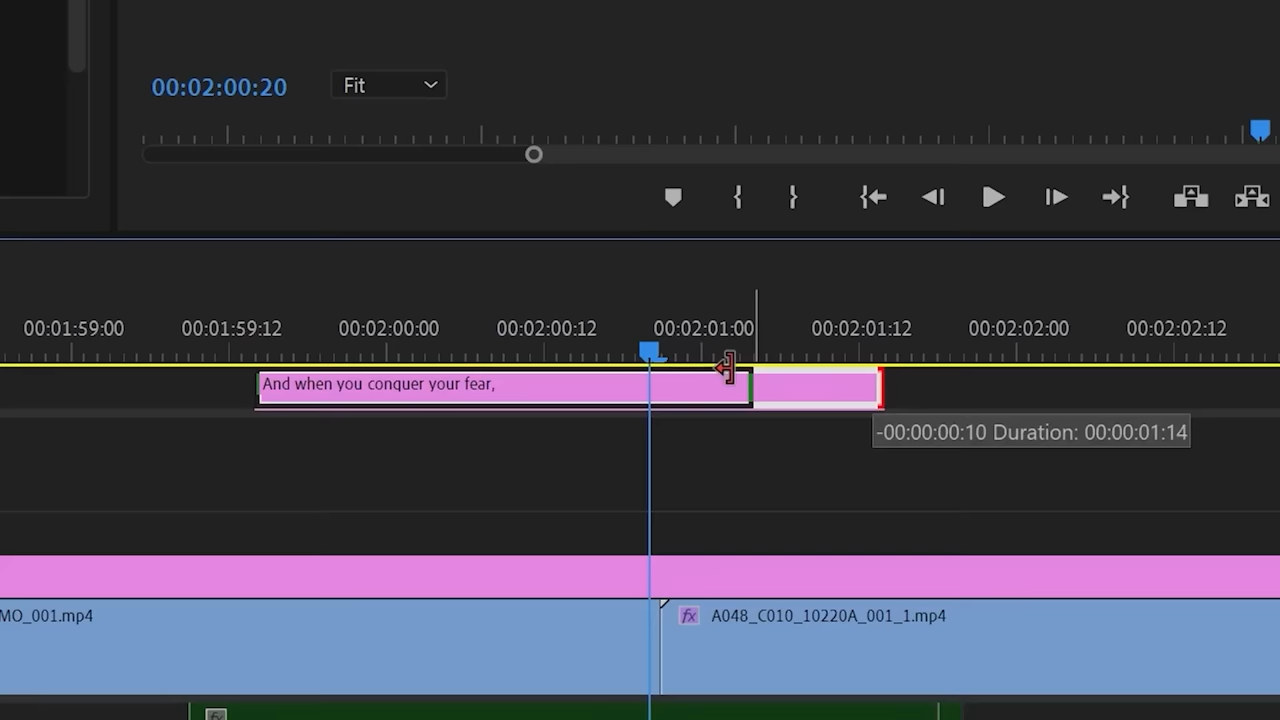 00:02:00:20 Fit
00:01:59:00 00:01:59:12 00:02:00:00 00:02:00:12 00:02:01:00 00:02:01:12 00:02:02:00 00:02:02:12
And when you conquer your fear,
-00:00:00:10 Duration: 00:00:01:14
MO_001.mp4 fx A048_C010_10220A_001_1.mp4
fx